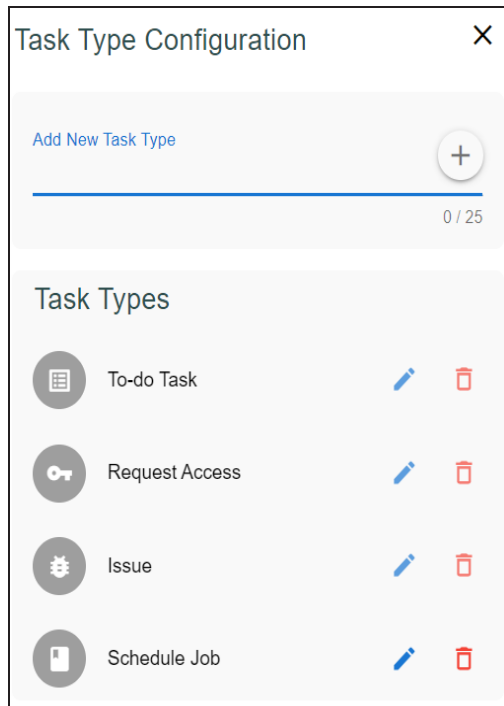 Task Type Configuration
Add New Task Type
0 / 25
Task Types
To-do Task
Request Access
Issue
Schedule Job